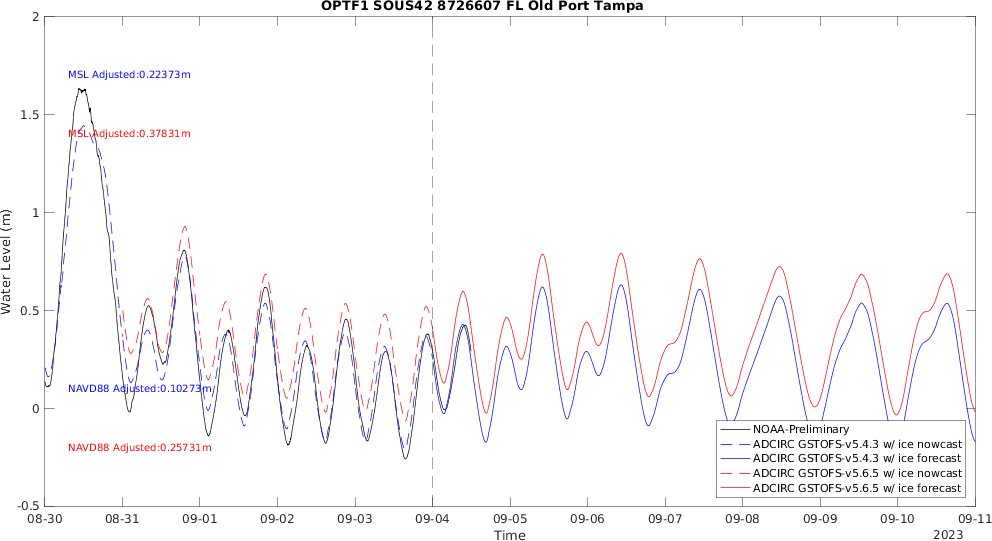 OPTF1 SOUS42 8726607 FL Old Port Tampa
2
1.5
1
0.5
0
-0.5
Water Level (m)
MSL Adjusted:0.22373m
MSL Adjusted:0.37831m
NAVD88 Adjusted:0.10273m
NAVD88 Adjusted:0.25731m
NOAA-Preliminary
ADCIRC GSTOFS-v5.4.3 w/ ice nowcast
ADCIRC GSTOFS-v5.4.3 w/ ice forecast
ADCIRC GSTOFS-v5.6.5 w/ ice nowcast
ADCIRC GSTOFS-v5.6.5 w/ ice forecast
08-30 08-31 09-01 09-02 09-03 09-04 09-05 09-06 09-07 09-08 09-09 09-10 09-11
Time
2023